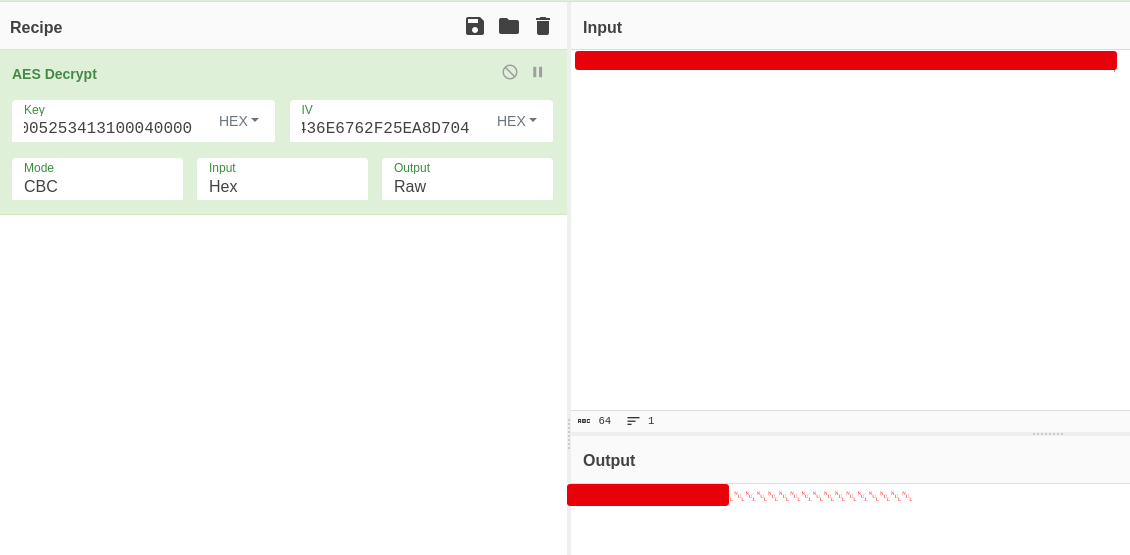 Recipe
AES Decrypt
Key
005253413100040000
HEX
IV
436E6762F25EA8D704
HEX
Mode
CBC
Input
Hex
Output
Raw
Input
ABC 64
1
Output